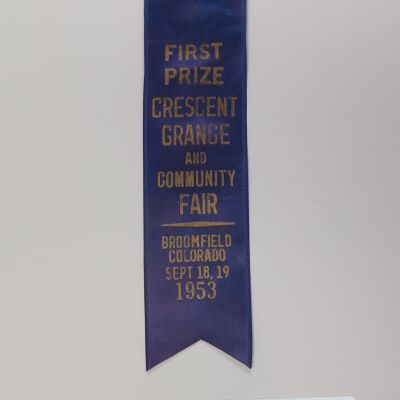 FIRST
PRIZE
CRESCENT
GRANGE
AND
COMMUNITY
FAIR
BROOMFIELD
COLORADO
SEPT 18, 19
1953